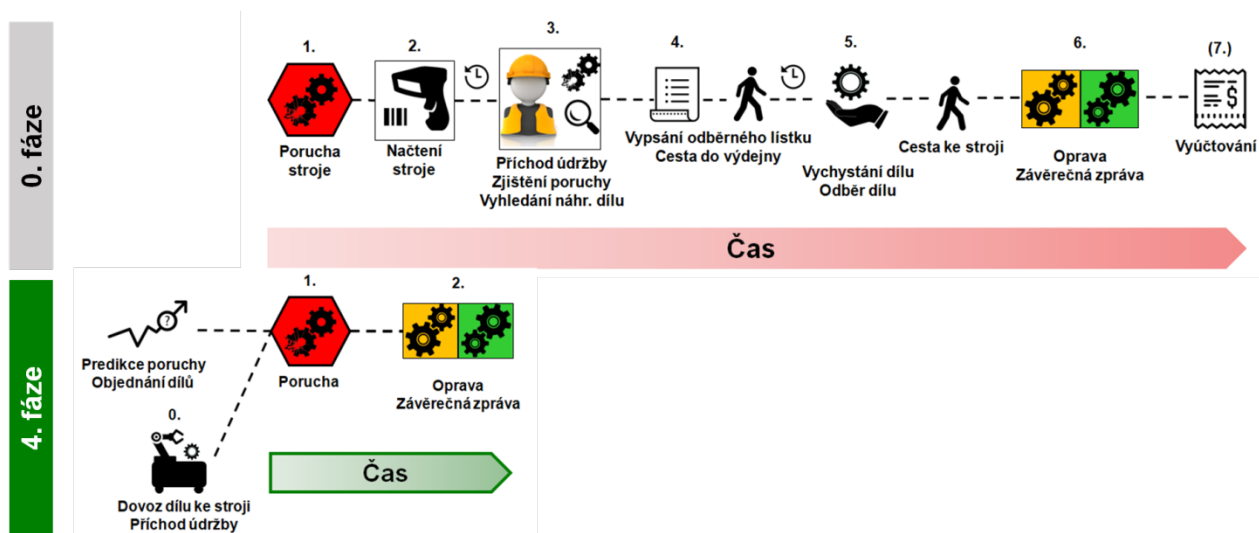 0. fáze
1.
2.
3.
4.
5.
6.
(7.)
Porucha
stroje
Načtení
stroje
Příchod údržby
Zjištění poruchy
Vyhledání náhr. dílu
Vypsání odběrného lístku
Cesta do výdejny
Vychystání dílu
Odběr dílu
Cesta ke stroji
Oprava
Závěrečná zpráva
$
Vyúčtování
Čas
4. fáze
?
Predikce poruchy
Objednání dílů
0.
Dovoz dílu ke stroji
Příchod údržby
1.
Porucha
2.
Oprava
Závěrečná zpráva
Čas